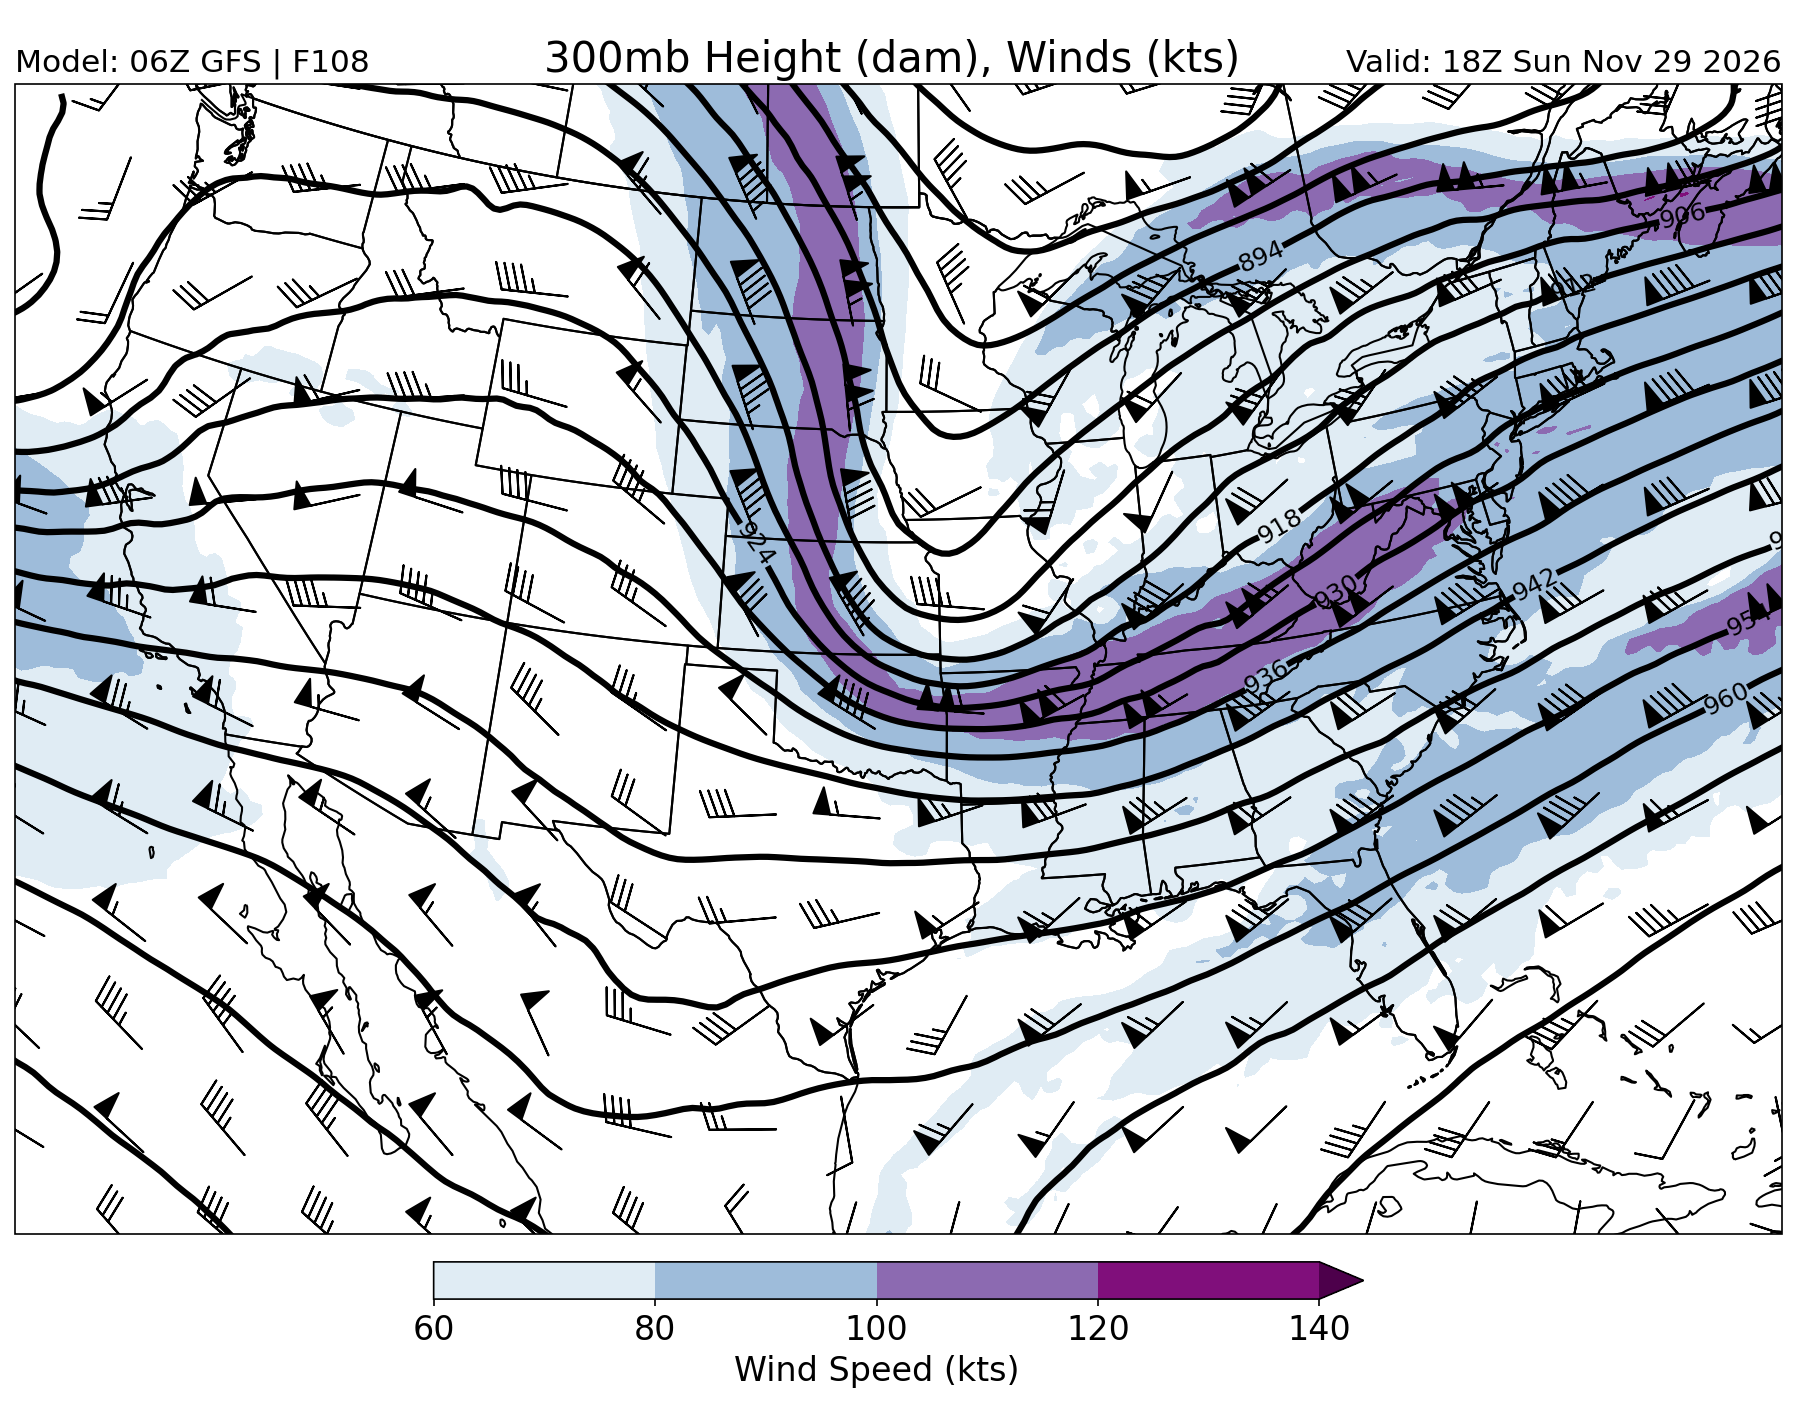 Model: 06Z GFS | F108
300mb Height (dam), Winds (kts)
Valid: 18Z Sun Nov 29 2026
906
894
912
924
918
930
942
954
936
960
60 80 100 120 140
Wind Speed (kts)